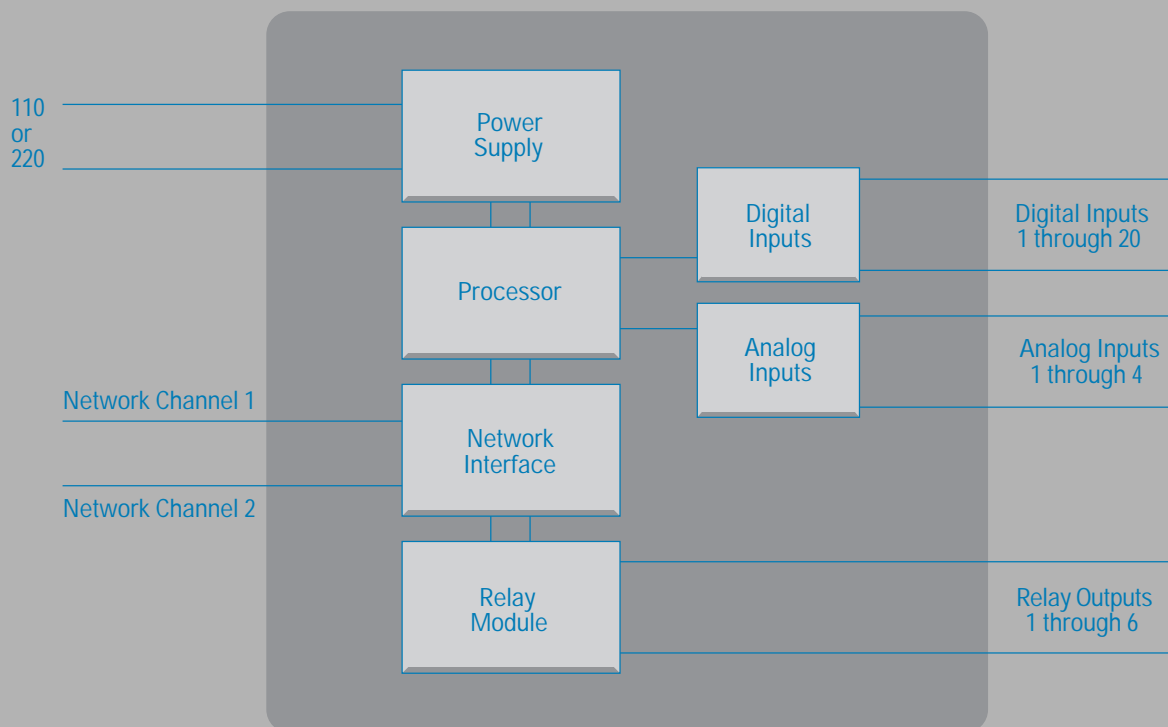 110
or
220
Power
Supply
Digital
Inputs
Digital Inputs
1 through 20
Processor
Analog
Inputs
Analog Inputs
1 through 4
Network Channel 1
Network
Interface
Network Channel 2
Relay
Module
Relay Outputs
1 through 6